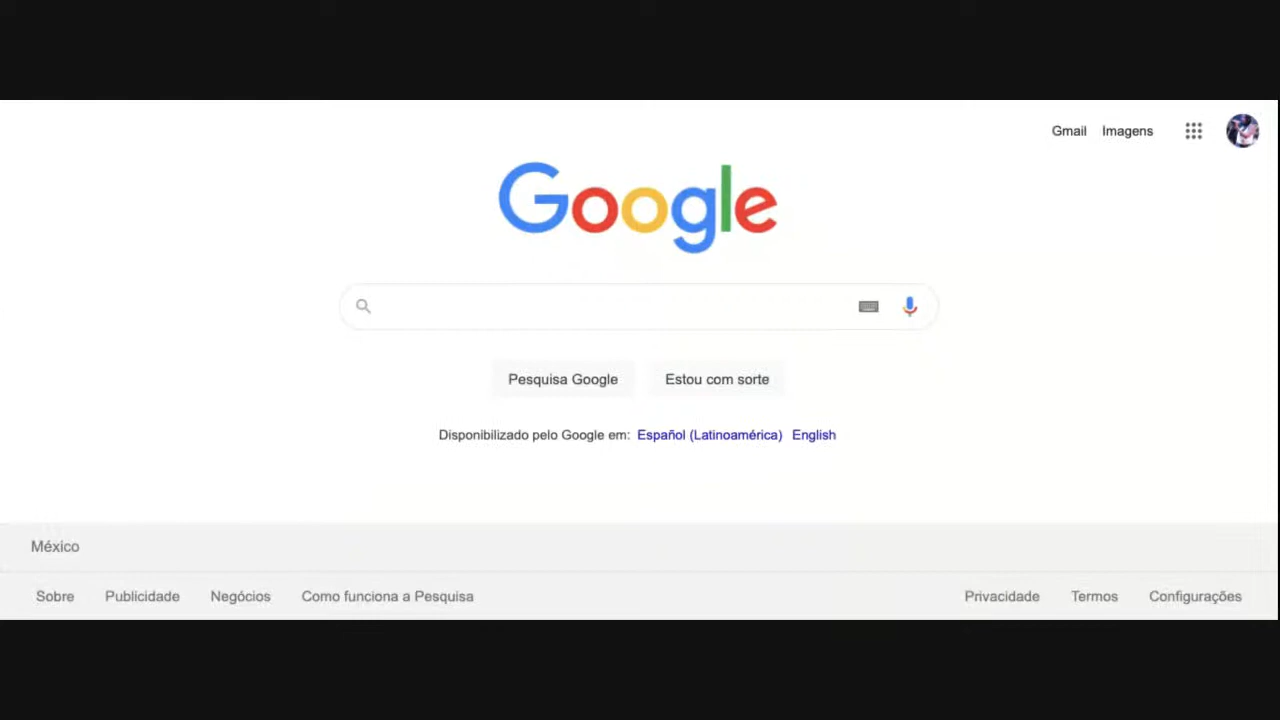 Gmail Imagens
Google
Pesquisa Google Estou com sorte
Disponibilizado pelo Google em: Español (Latinoamérica) English
México
Sobre Publicidade Negócios Como funciona a Pesquisa Privacidade Termos Configurações